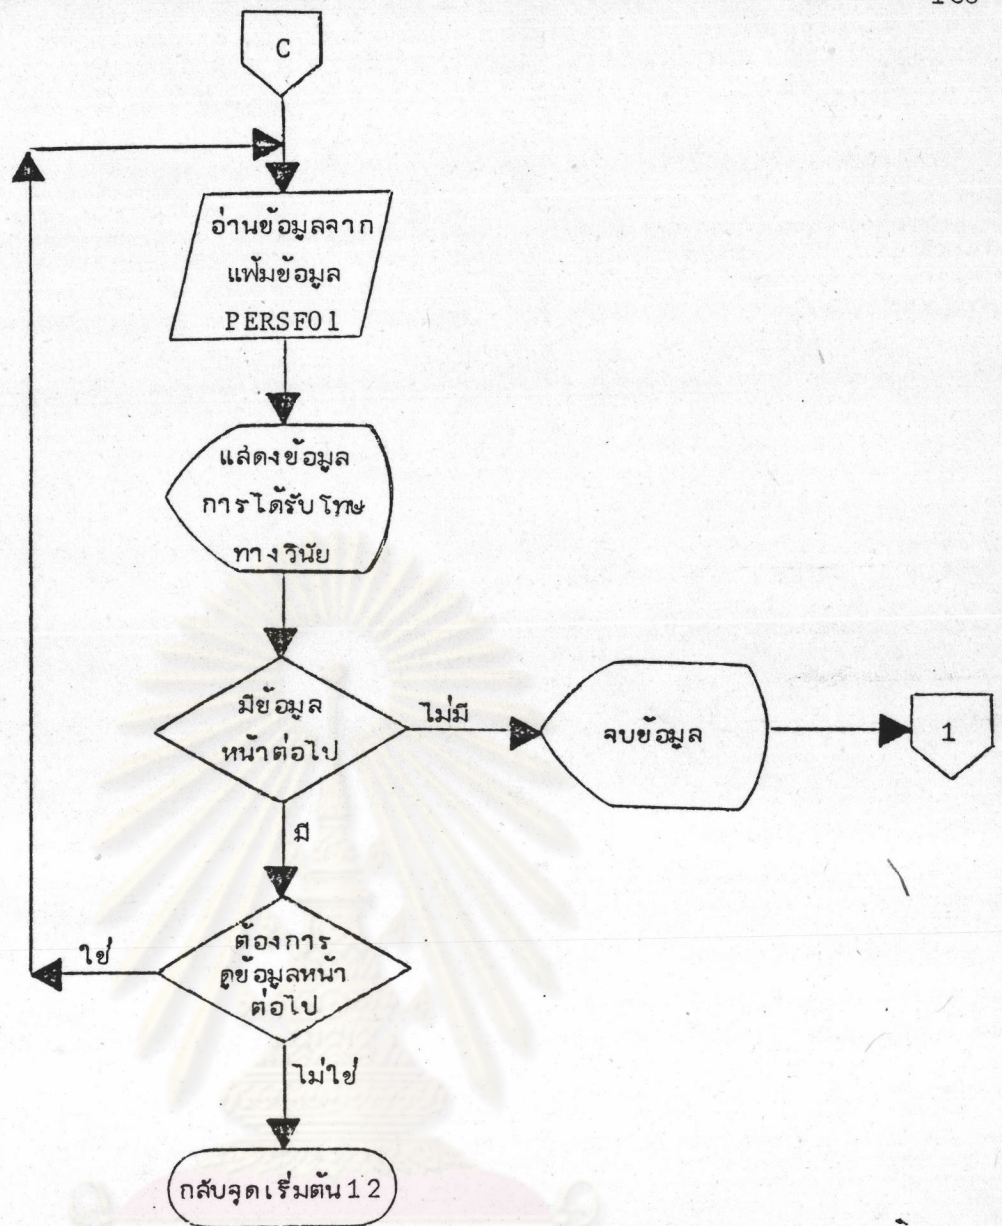 C
อ่านข้อมูลจาก
แฟ้มข้อมูล
PERSF01
แสดงข้อมูล
การได้รับโทษ
ทางวินัย
มีข้อมูล
หน้าต่อไป
ไม่มี
จบข้อมูล
1
มี
ต้องการ
ดูข้อมูลหน้า
ต่อไป
ใช่
ไม่ใช่
กลับจุดเริ่มต้น 12